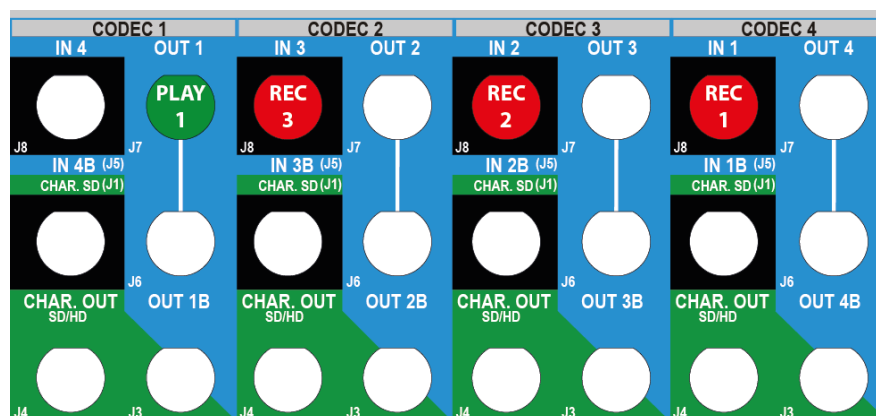 CODEC 1 CODEC 2 CODEC 3 CODEC 4
IN 4 OUT 1 IN 3 OUT 2 IN 2 OUT 3 IN 1 OUT 4
PLAY REC REC REC
1 3 2 1
J8 J7 J8 J7 J8 J7 J8 J7
IN 4B (J5) IN 3B (J5) IN 2B (J5) IN 1B (J5)
CHAR. SD (J1) CHAR. SD (J1) CHAR. SD (J1) CHAR. SD (J1)
J6 J6 J6 J6
CHAR. OUT OUT 1B CHAR. OUT OUT 2B CHAR. OUT OUT 3B CHAR. OUT OUT 4B
SD/HD SD/HD SD/HD SD/HD
J4 J3 J4 J3 J4 J3 J4 J3